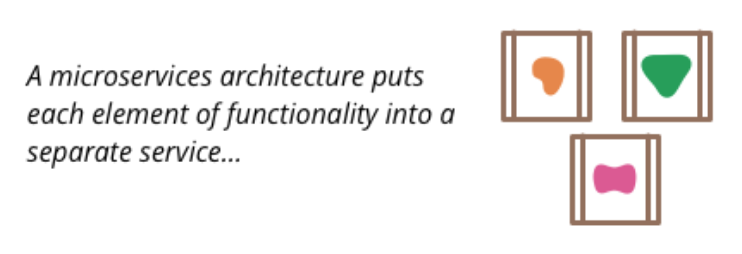 A microservices architecture puts
each element of functionality into a
separate service...